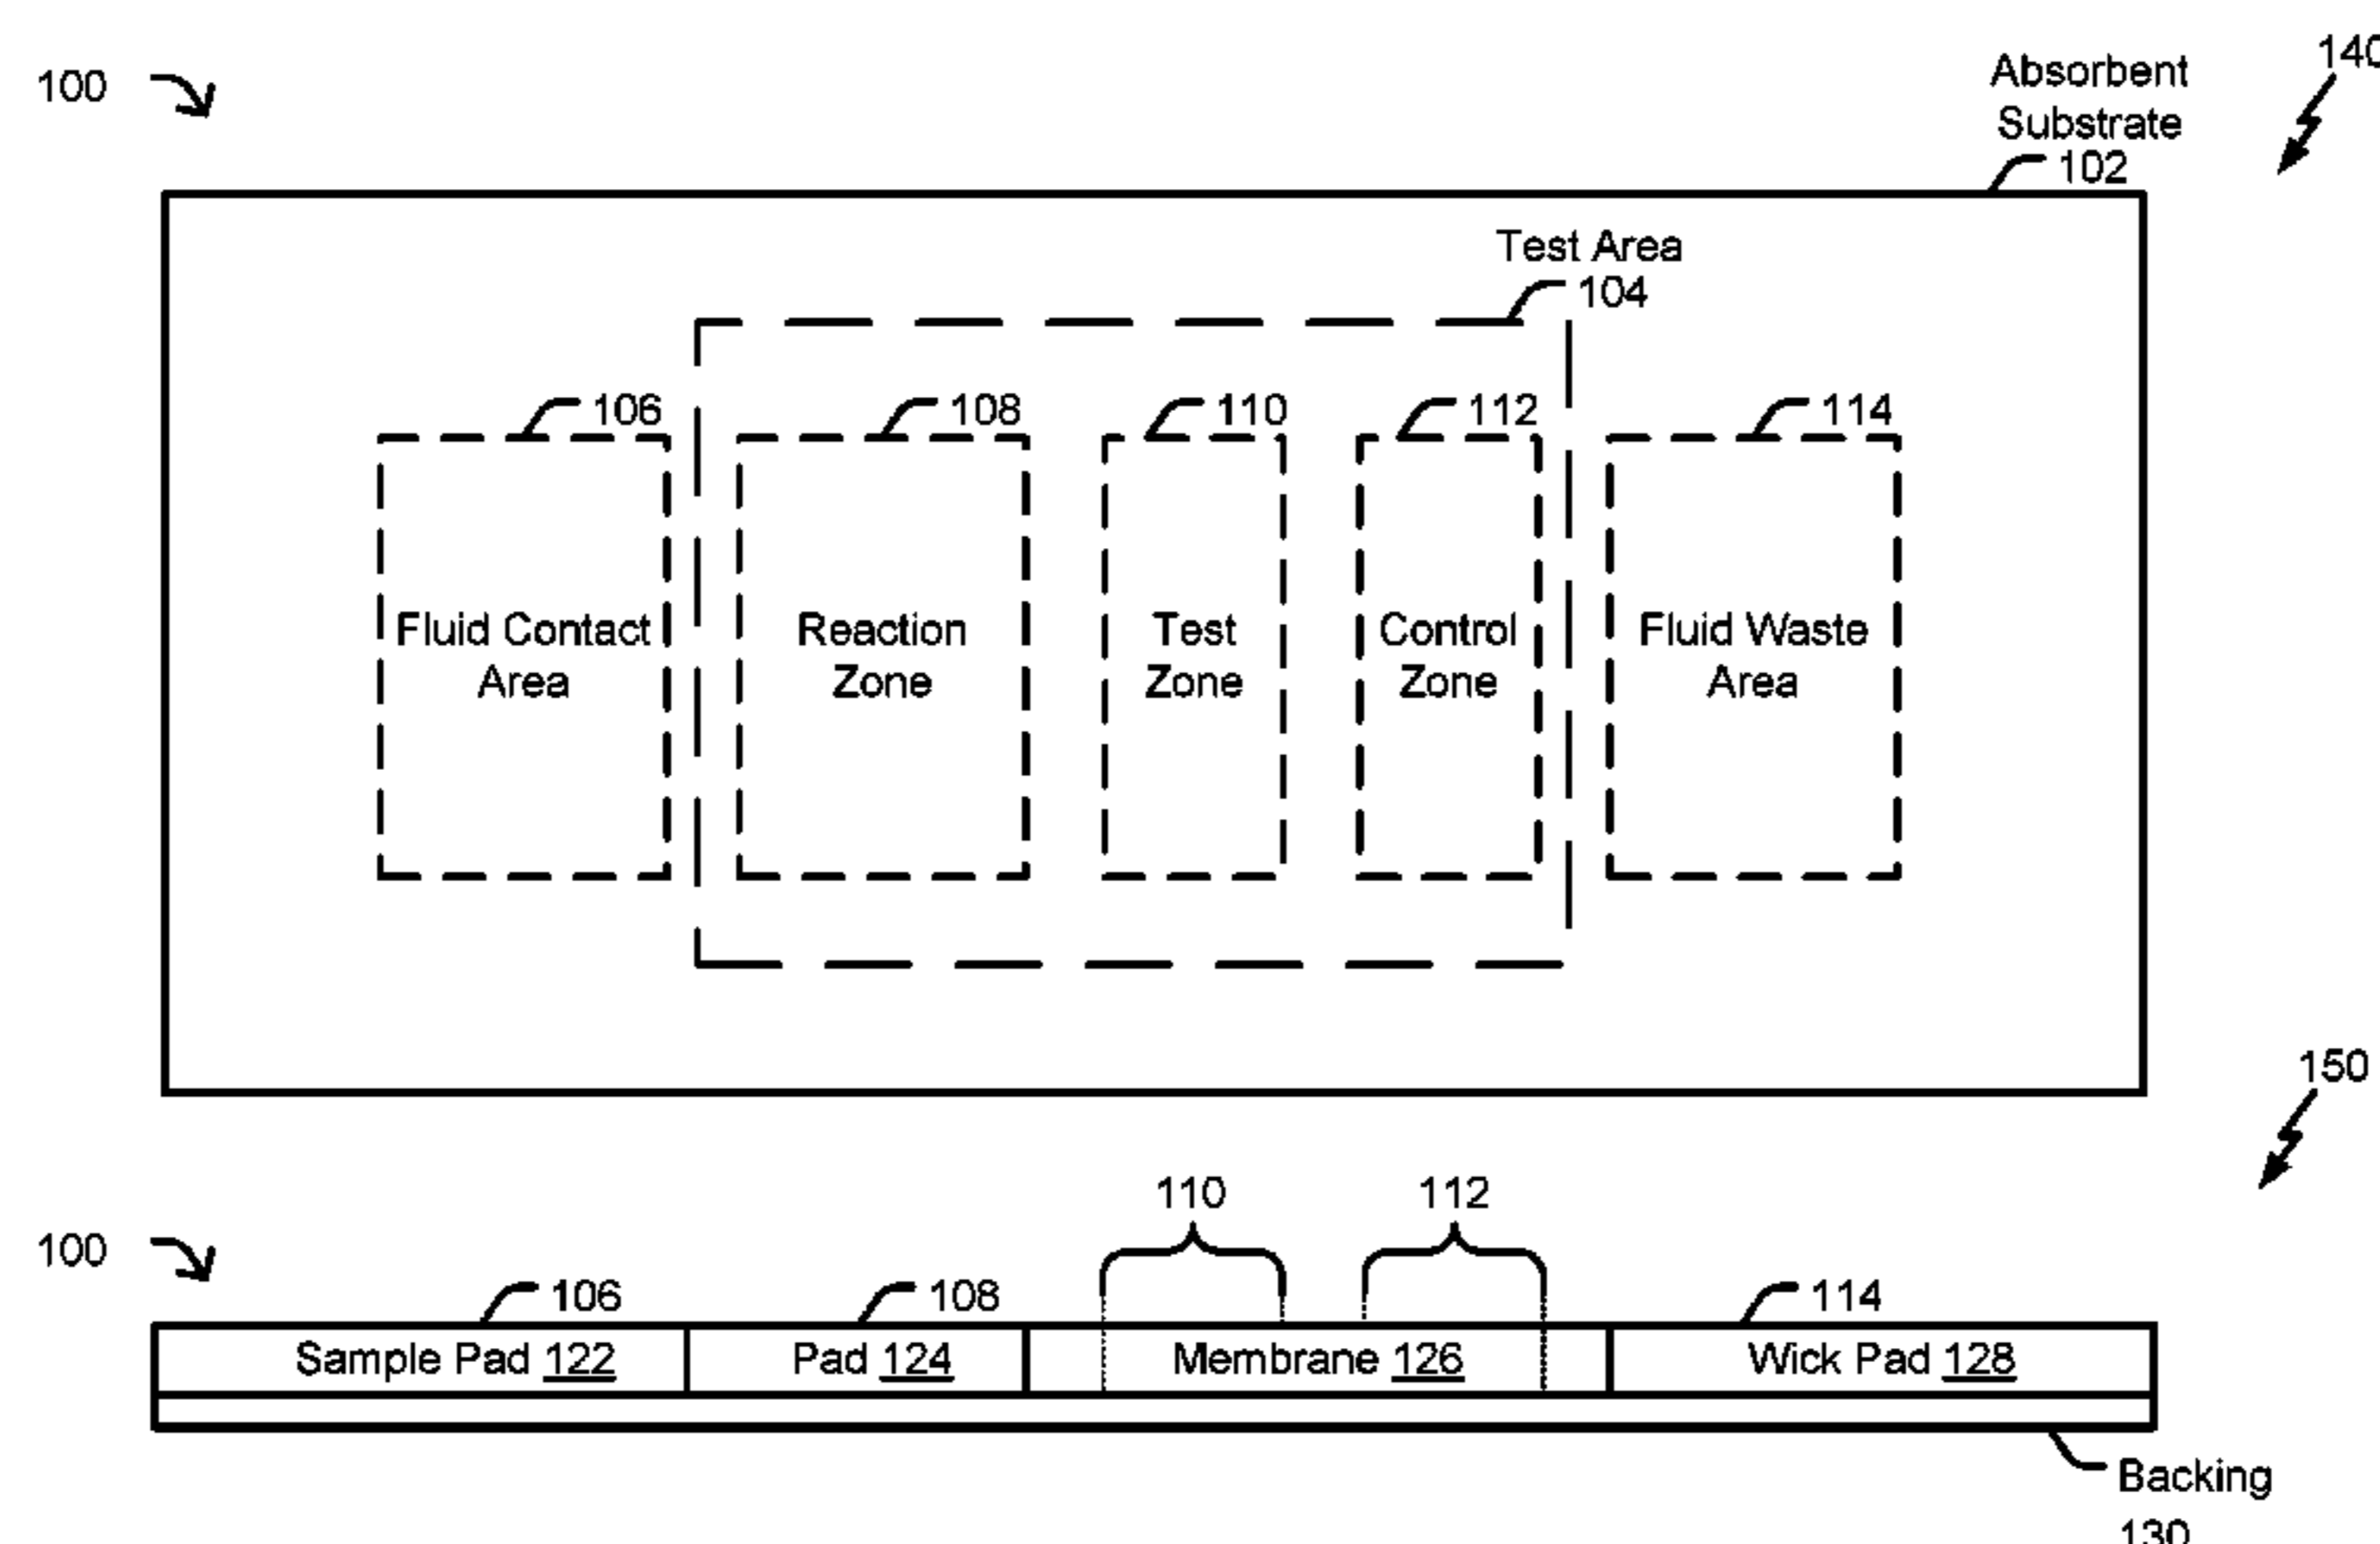 100
140
Absorbent
Substrate
102
Test Area
104
106
108
110
112
114
Fluid Contact
Area
Reaction
Zone
Test
Zone
Control
Zone
Fluid Waste
Area
150
110
112
100
106
108
114
Sample Pad 122
Pad 124
Membrane 126
Wick Pad 128
Backing
130